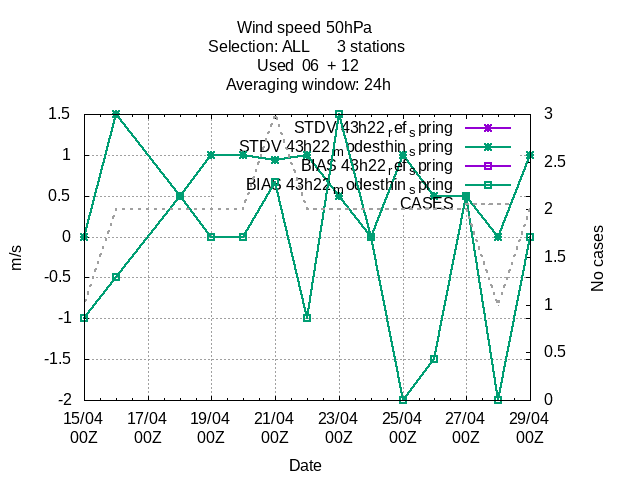 Wind speed 50hPa
Selection: ALL 3 stations
Used 06 + 12
Averaging window: 24h
1.5
1
0.5
0
-0.5
-1
-1.5
-2
m/s
3
2.5
2
1.5
1
0.5
0
No cases
STDV 43h22_ref_spring
STDV 43h22_modesthin_spring
BIAS 43h22_ref_spring
BIAS 43h22_modesthin_spring
CASES
15/04 17/04 19/04 21/04 23/04 25/04 27/04 29/04
00Z 00Z 00Z 00Z 00Z 00Z 00Z 00Z
Date